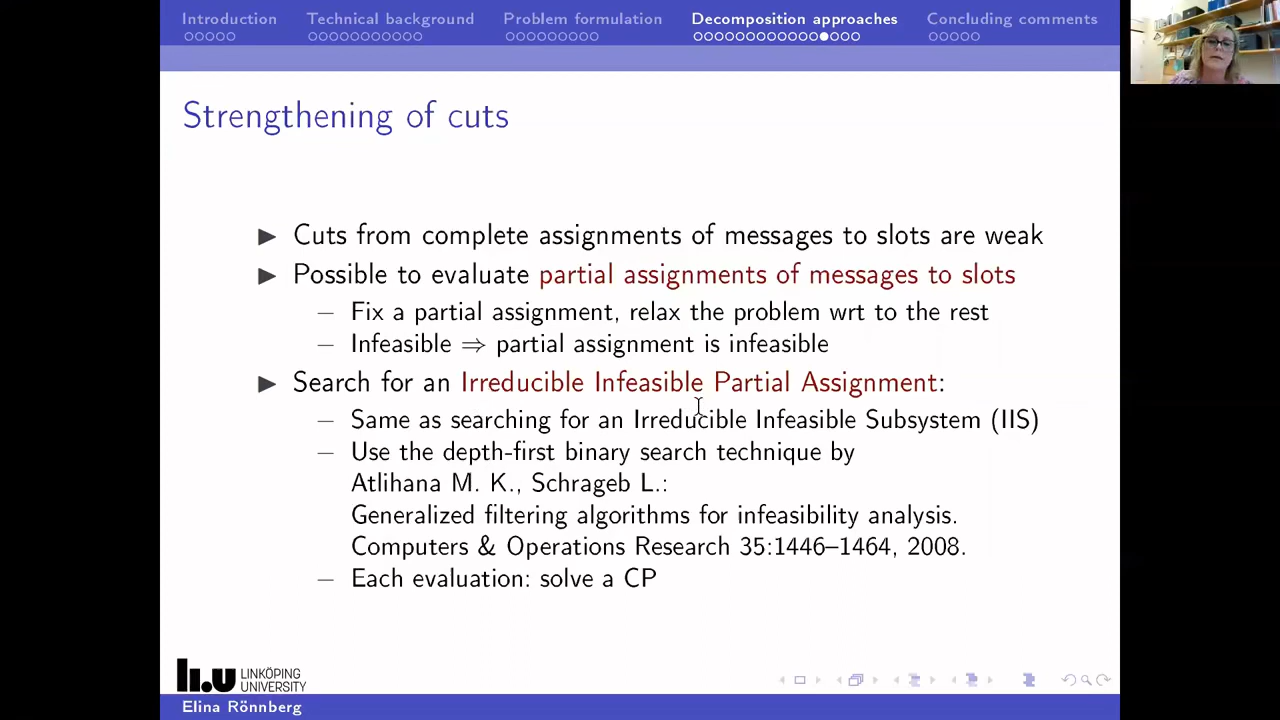 Introduction Technical background Problem formulation Decomposition approaches Concluding comments
Strengthening of cuts
Cuts from complete assignments of messages to slots are weak
Possible to evaluate partial assignments of messages to slots
– Fix a partial assignment, relax the problem wrt to the rest
– Infeasible ⇒ partial assignment is infeasible
Search for an Irreducible Infeasible Partial Assignment:
– Same as searching for an Irreducible Infeasible Subsystem (IIS)
– Use the depth-first binary search technique by
Atlihana M. K., Schrageb L.:
Generalized filtering algorithms for infeasibility analysis.
Computers & Operations Research 35:1446–1464, 2008.
– Each evaluation: solve a CP
li.u LINKÖPING
UNIVERSITY
Elina Rönnberg